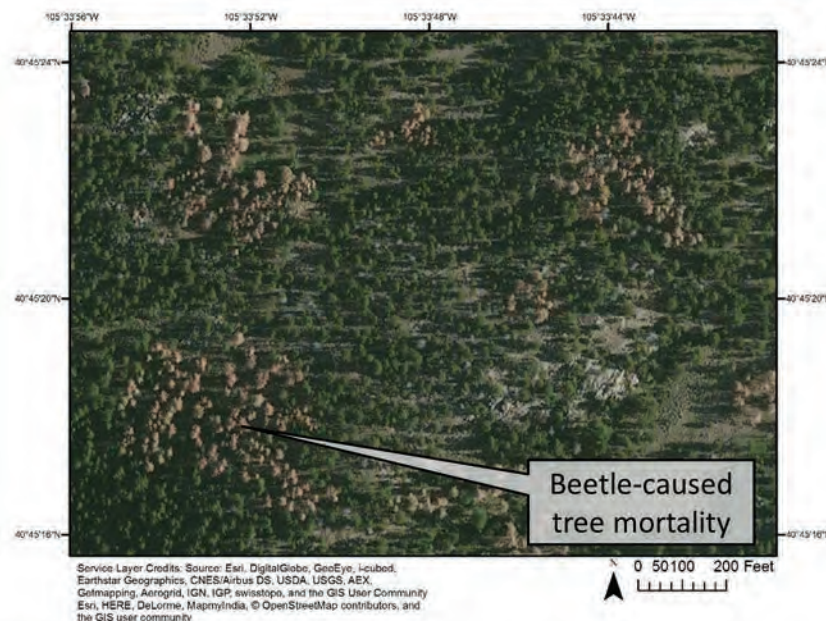 105°33'56"W
105°33'52"W
105°33'48"W
105°33'44"W
40°45'24"N
40°45'24"N
40°45'20"N
40°45'20"N
Beetle-caused
tree mortality
40°45'16"N
40°45'16"N
Service Layer Credits: Source: Esri, DigitalGlobe, GeoEye, i-cubed,
Earthstar Geographics, CNES/Airbus DS, USDA, USGS, AEX,
Getmapping, Aerogrid, IGN, IGP, swisstopo, and the GIS User Community
Esri, HERE, DeLorme, MapmyIndia, © OpenStreetMap contributors, and
the GIS user community
N
0 50 100 200 Feet